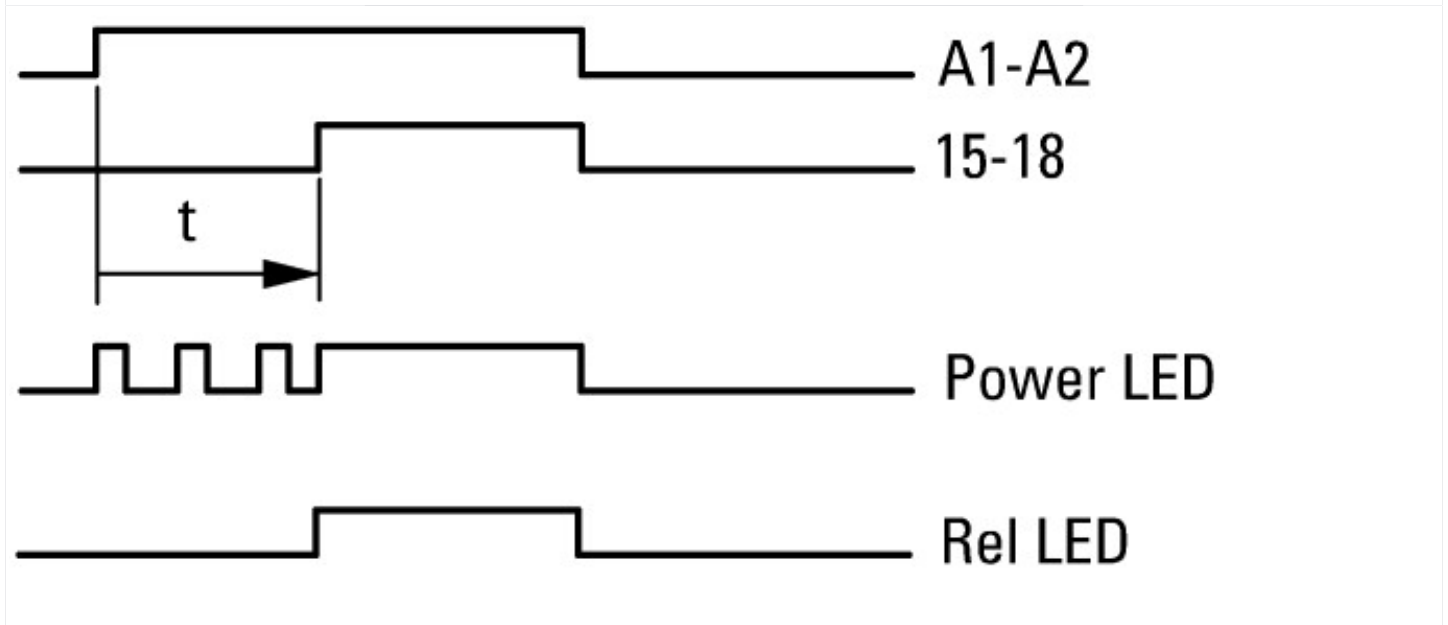 A1-A2
15-18
t
Power LED
Rel LED